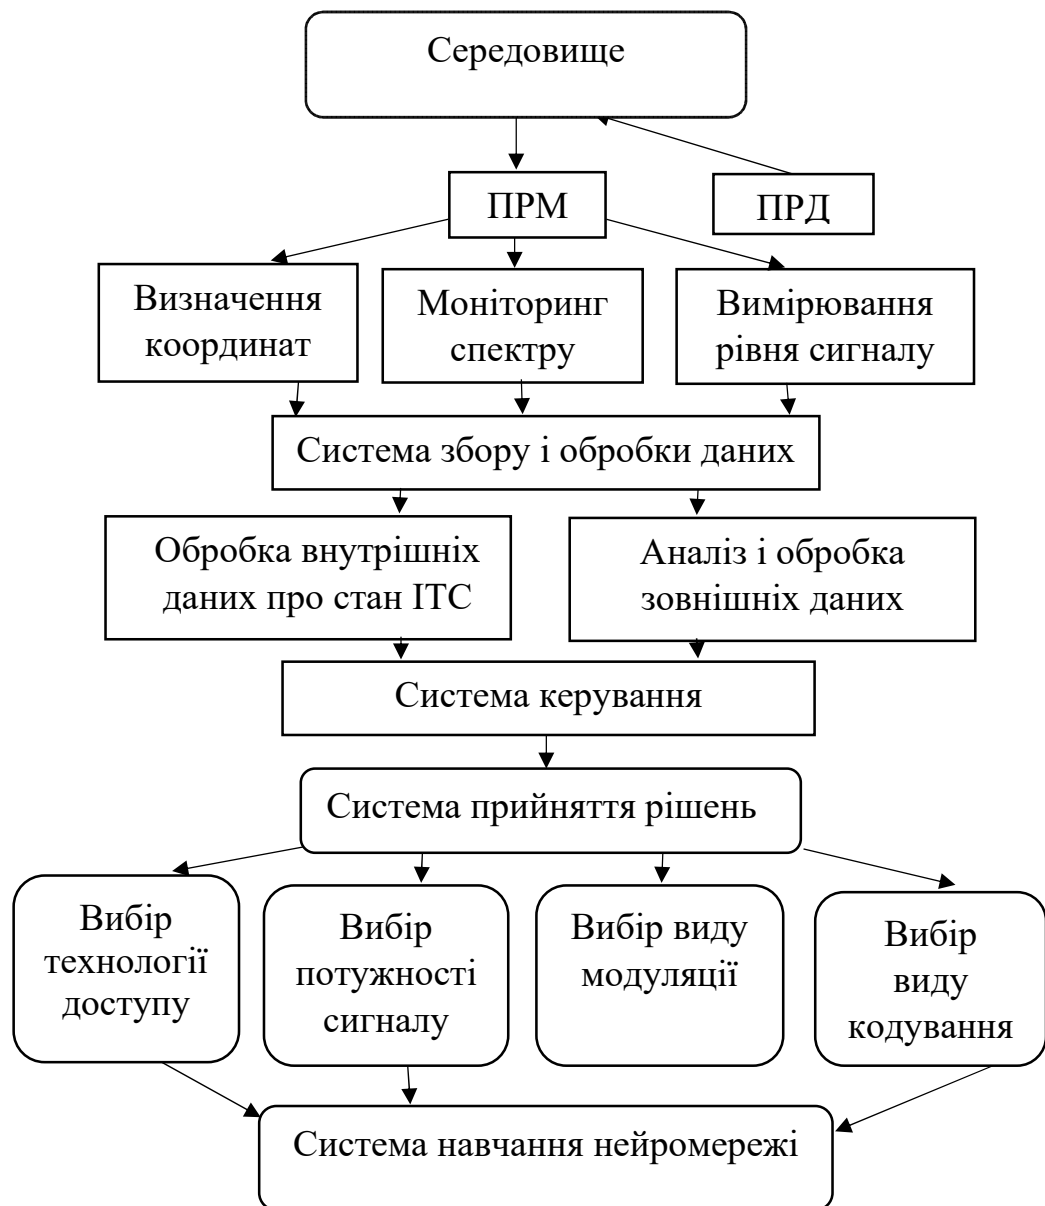 Середовище
ПРМ
ПРД
Визначення
координат
Моніторинг
спектру
Вимірювання
рівня сигналу
Система збору і обробки даних
Обробка внутрішніх
даних про стан ІТС
Аналіз і обробка
зовнішніх даних
Система керування
Система прийняття рішень
Вибір
технології
доступу
Вибір
потужності
сигналу
Вибір виду
модуляції
Вибір
виду
кодування
Система навчання нейромережі